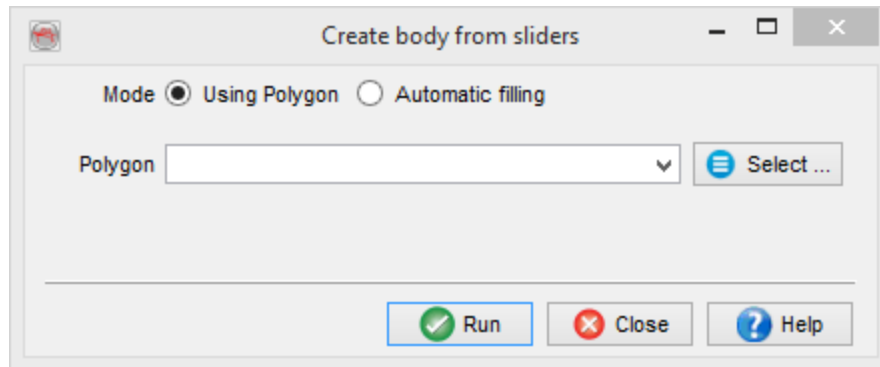 Create body from sliders
Mode Using Polygon Automatic filling
Polygon Select ...
Run Close Help